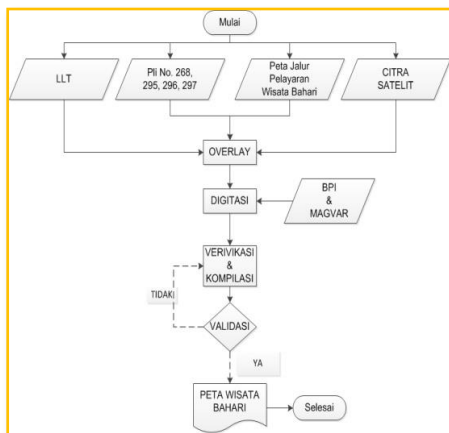 Mulai
LLT
Pli No. 268,
295, 296, 297
Peta Jalur
Pelayaran
Wisata Bahari
CITRA
SATELIT
OVERLAY
DIGITASI
BPI
&
MAGVAR
VERIVIKASI
&
KOMPILASI
TIDAK
VALIDASI
YA
PETA WISATA
BAHARI
Selesai